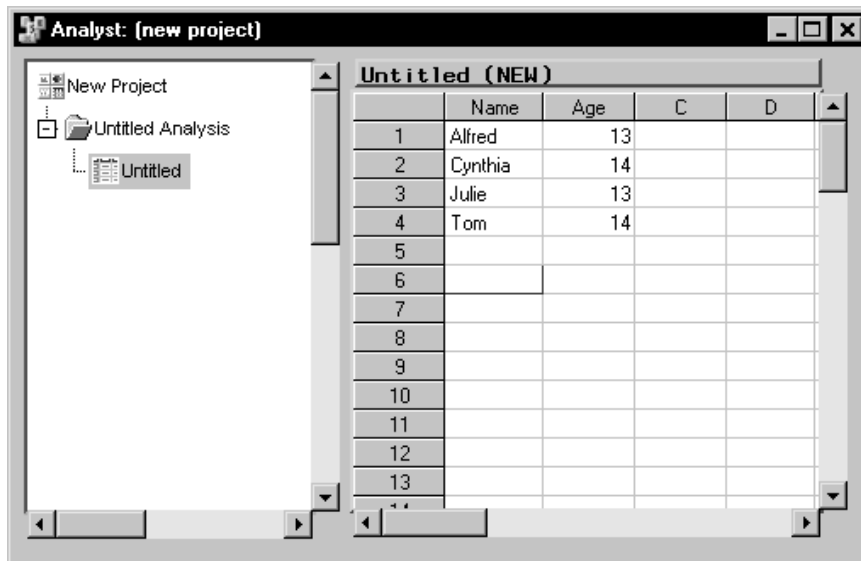 Analyst: (new project)
New Project
Untitled Analysis
Untitled
Untitled (NEW)
Name Age C D
1 Alfred 13
2 Cynthia 14
3 Julie 13
4 Tom 14
5
6
7
8
9
10
11
12
13